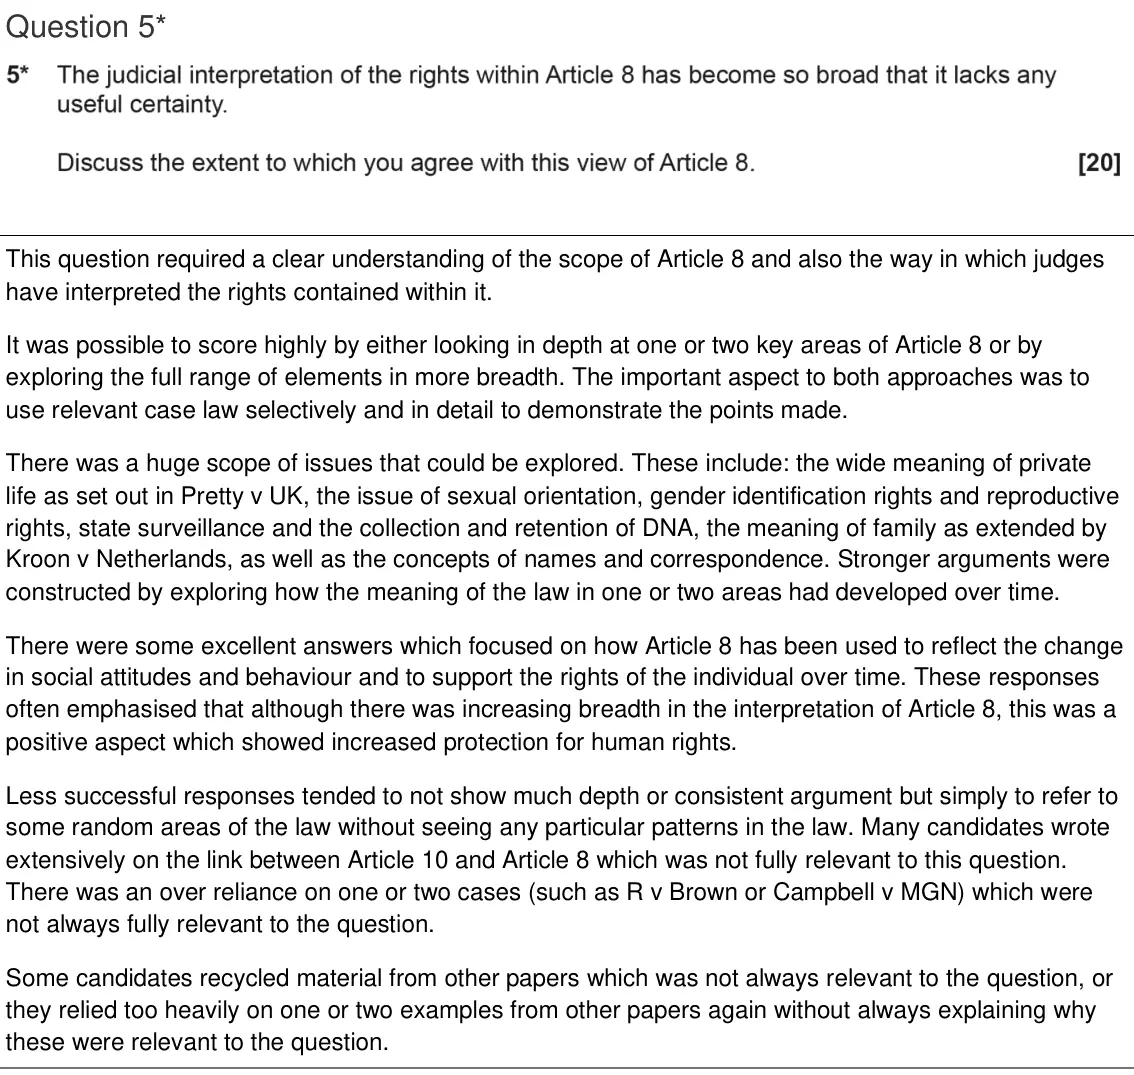 Question 5*
5* The judicial interpretation of the rights within Article 8 has become so broad that it lacks any
useful certainty.
Discuss the extent to which you agree with this view of Article 8. [20]
This question required a clear understanding of the scope of Article 8 and also the way in which judges
have interpreted the rights contained within it.
It was possible to score highly by either looking in depth at one or two key areas of Article 8 or by
exploring the full range of elements in more breadth. The important aspect to both approaches was to
use relevant case law selectively and in detail to demonstrate the points made.
There was a huge scope of issues that could be explored. These include: the wide meaning of private
life as set out in Pretty v UK, the issue of sexual orientation, gender identification rights and reproductive
rights, state surveillance and the collection and retention of DNA, the meaning of family as extended by
Kroon v Netherlands, as well as the concepts of names and correspondence. Stronger arguments were
constructed by exploring how the meaning of the law in one or two areas had developed over time.
There were some excellent answers which focused on how Article 8 has been used to reflect the change
in social attitudes and behaviour and to support the rights of the individual over time. These responses
often emphasised that although there was increasing breadth in the interpretation of Article 8, this was a
positive aspect which showed increased protection for human rights.
Less successful responses tended to not show much depth or consistent argument but simply to refer to
some random areas of the law without seeing any particular patterns in the law. Many candidates wrote
extensively on the link between Article 10 and Article 8 which was not fully relevant to this question.
There was an over reliance on one or two cases (such as R v Brown or Campbell v MGN) which were
not always fully relevant to the question.
Some candidates recycled material from other papers which was not always relevant to the question, or
they relied too heavily on one or two examples from other papers again without always explaining why
these were relevant to the question.